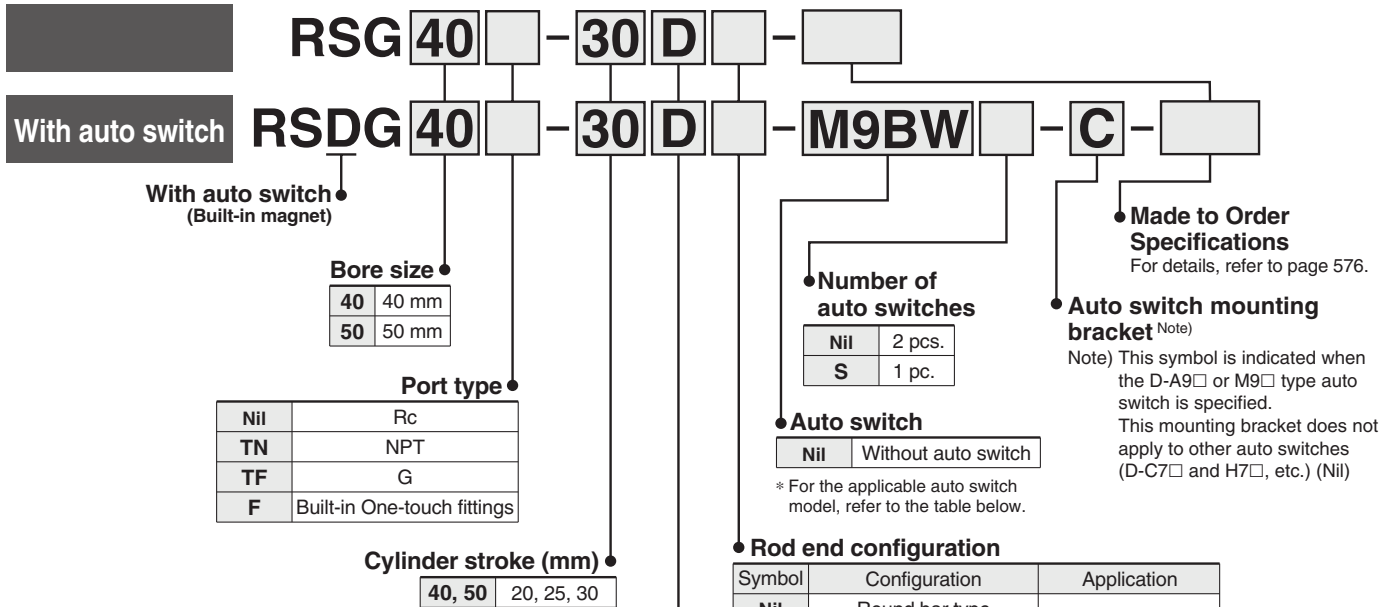 RSG 40 – 30 D –
With auto switch RSDG 40 – 30 D – M9BW – C –
With auto switch
(Built-in magnet)
Bore size
40 40 mm
50 50 mm
Port type
Nil Rc
TN NPT
TF G
F Built-in One-touch fittings
Cylinder stroke (mm)
40, 50 20, 25, 30
Number of
auto switches
Nil 2 pcs.
S 1 pc.
Auto switch
Nil Without auto switch
* For the applicable auto switch
model, refer to the table below.
Rod end configuration
Symbol Configuration Application
Nil Round bar type
Made to Order
Specifications
For details, refer to page 576.
Auto switch mounting
bracket Note)
Note) This symbol is indicated when
the D-A9□ or M9□ type auto
switch is specified.
This mounting bracket does not
apply to other auto switches
(D-C7□ and H7□, etc.) (Nil)